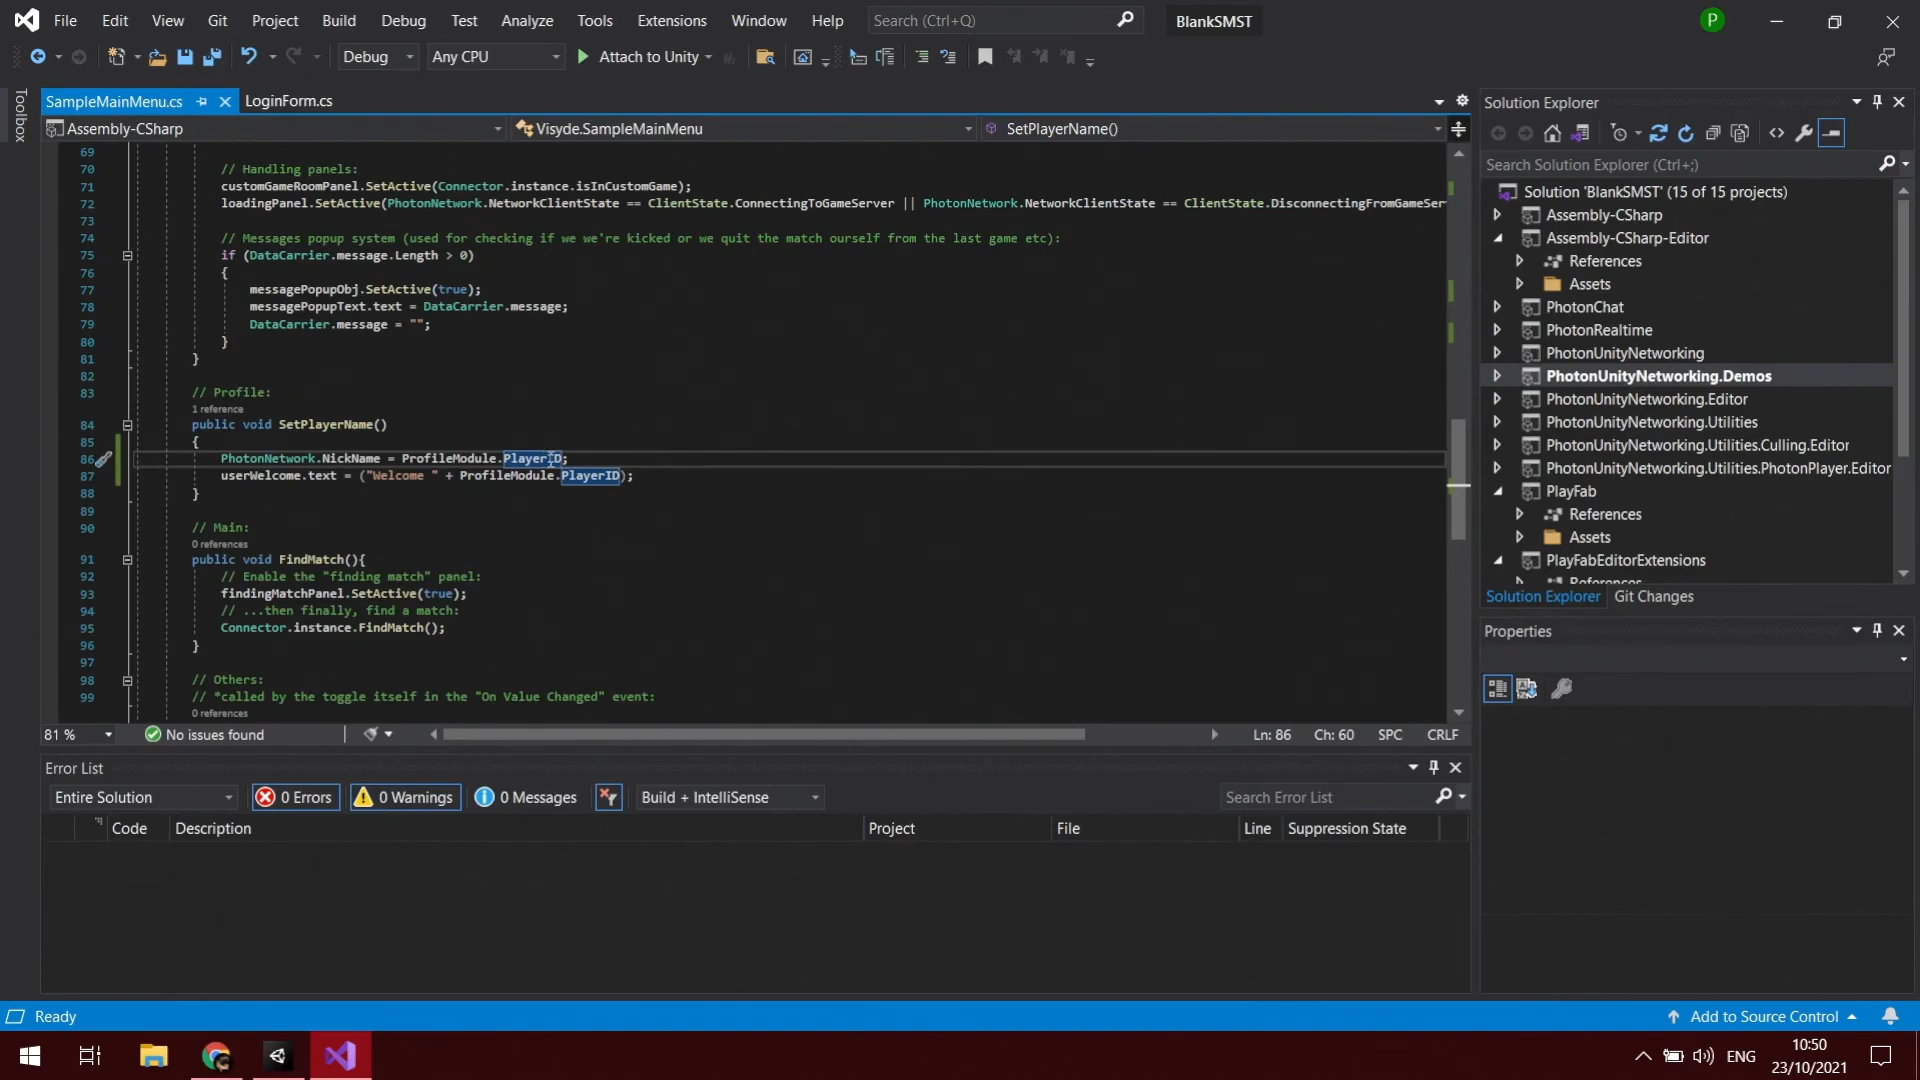 File Edit View Git Project Build Debug Test Analyze Tools Extensions Window Help Search (Ctrl+Q) BlankSMST P
Debug Any CPU Attach to Unity
Toolbox
SampleMainMenu.cs LoginForm.cs
Assembly-CSharp Visyde.SampleMainMenu SetPlayerName()
69
70 // Handling panels:
71 customGameRoomPanel.SetActive(Connector.instance.isInCustomGame);
72 loadingPanel.SetActive(PhotonNetwork.NetworkClientState == ClientState.ConnectingToGameServer || PhotonNetwork.NetworkClientState == ClientState.DisconnectingFromGameSer
73
74 // Messages popup system (used for checking if we we're kicked or we quit the match ourself from the last game etc):
75 if (DataCarrier.message.Length > 0)
76 {
77 messagePopupObj.SetActive(true);
78 messagePopupText.text = DataCarrier.message;
79 DataCarrier.message = "";
80 }
81 }
82
83 // Profile:
1 reference
84 public void SetPlayerName()
85 {
86 PhotonNetwork.NickName = ProfileModule.PlayerID;
87 userWelcome.text = ("Welcome " + ProfileModule.PlayerID);
88 }
89
90 // Main:
0 references
91 public void FindMatch(){
92 // Enable the "finding match" panel:
93 findingMatchPanel.SetActive(true);
94 // ...then finally, find a match:
95 Connector.instance.FindMatch();
96 }
97
98 // Others:
99 // *called by the toggle itself in the "On Value Changed" event:
0 references
81 % No issues found Ln: 86 Ch: 60 SPC CRLF
Error List
Entire Solution 0 Errors 0 Warnings 0 Messages Build + IntelliSense Search Error List
Code Description Project File Line Suppression State
Solution Explorer
Search Solution Explorer (Ctrl+;)
Solution 'BlankSMST' (15 of 15 projects)
Assembly-CSharp
Assembly-CSharp-Editor
References
Assets
PhotonChat
PhotonRealtime
PhotonUnityNetworking
PhotonUnityNetworking.Demos
PhotonUnityNetworking.Editor
PhotonUnityNetworking.Utilities
PhotonUnityNetworking.Utilities.Culling.Editor
PhotonUnityNetworking.Utilities.PhotonPlayer.Editor
PlayFab
References
Assets
PlayFabEditorExtensions
References
Solution Explorer Git Changes
Properties
Ready Add to Source Control
ENG 10:50
23/10/2021